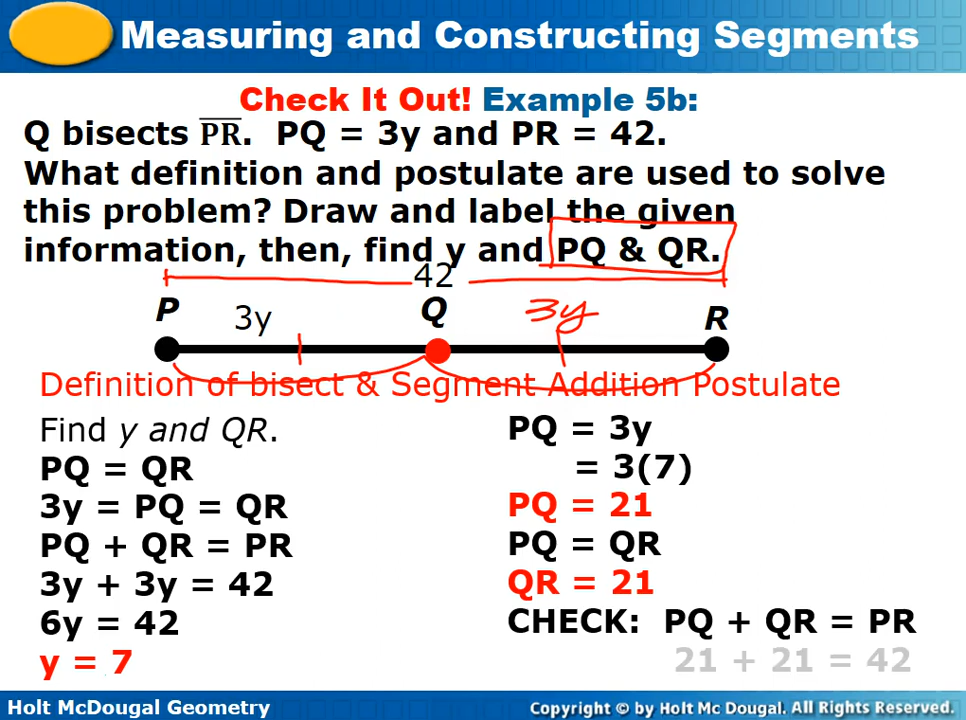 Measuring and Constructing Segments
Check It Out! Example 5b:
Q bisects P̅R̅. PQ = 3y and PR = 42.
What definition and postulate are used to solve
this problem? Draw and label the given
information, then, find y and PQ & QR.
42
P 3y Q 3y R
Definition of bisect & Segment Addition Postulate
Find y and QR.
PQ = QR
3y = PQ = QR
PQ + QR = PR
3y + 3y = 42
6y = 42
y = 7
PQ = 3y
= 3(7)
PQ = 21
PQ = QR
QR = 21
CHECK: PQ + QR = PR
21 + 21 = 42
Holt McDougal Geometry
Copyright © by Holt Mc Dougal. All Rights Reserved.